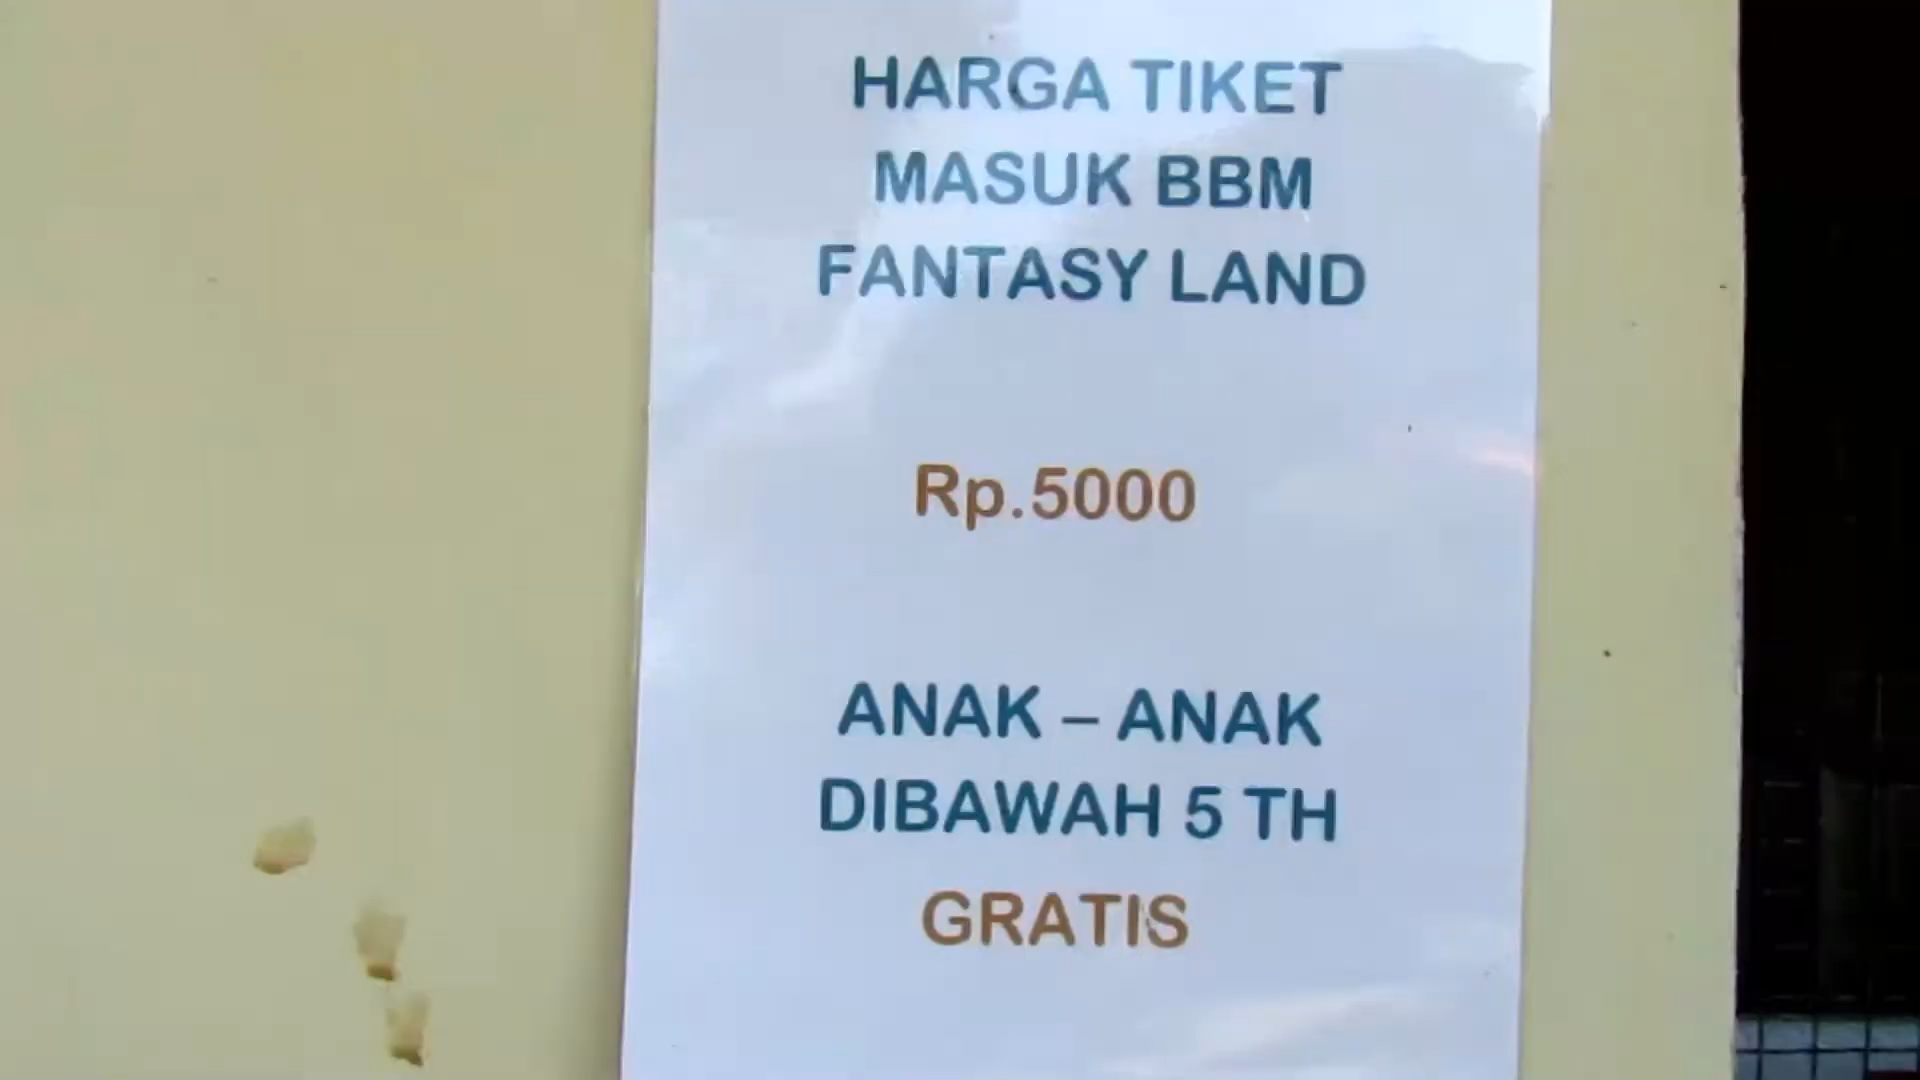 HARGA TIKET
MASUK BBM
FANTASY LAND
Rp.5000
ANAK – ANAK
DIBAWAH 5 TH
GRATIS